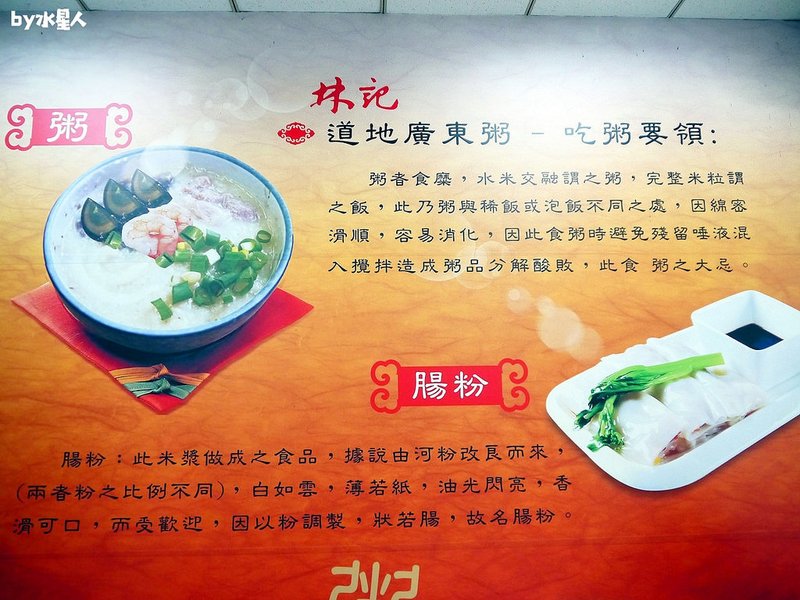 by水星人
林記
粥
道地廣東粥 - 吃粥要領:
粥者食糜，水米交融謂之粥，完整米粒謂
之飯，此乃粥與稀飯或泡飯不同之處，因綿密
滑順，容易消化，因此食粥時避免殘留唾液混
入攪拌造成粥品分解酸敗，此食 粥之大忌。
腸粉
腸粉：此米漿做成之食品，據說由河粉改良而來，
(兩者粉之比例不同)，白如雲，薄若紙，油光閃亮，香
滑可口，而受歡迎，因以粉調製，狀若腸，故名腸粉。